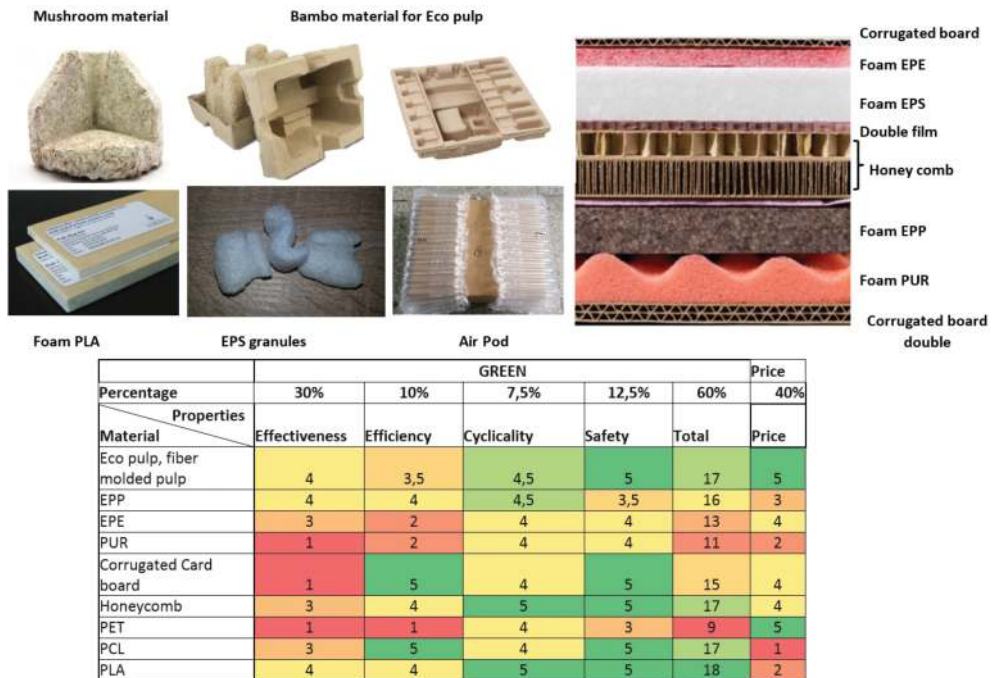 Mushroom material
Bambo material for Eco pulp
Corrugated board
Foam EPE
Foam EPS
Double film
Honey comb
Foam EPP
Foam PUR
Corrugated board
double
Foam PLA
EPS granules
Air Pod
GREEN Price
Percentage 30% 10% 7,5% 12,5% 60% 40%
Properties
Material Effectiveness Efficiency Cyclicality Safety Total Price
Eco pulp, fiber
molded pulp 4 3,5 4,5 5 17 5
EPP 4 4 4,5 3,5 16 3
EPE 3 2 4 4 13 4
PUR 1 2 4 4 11 2
Corrugated Card
board 1 5 4 5 15 4
Honeycomb 3 4 5 5 17 4
PET 1 1 4 3 9 5
PCL 3 5 4 5 17 1
PLA 4 4 5 5 18 2